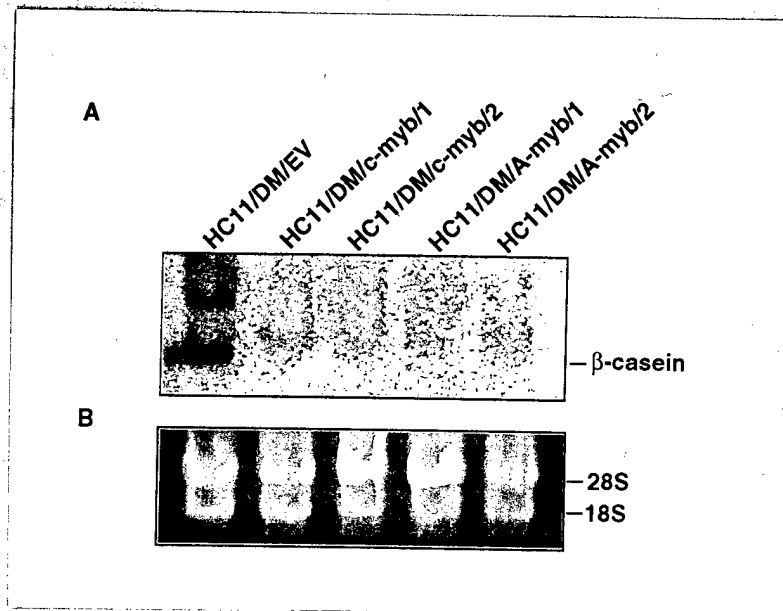 A
HC11/DM/EV
HC11/DM/c-myb/1
HC11/DM/c-myb/2
HC11/DM/A-myb/1
HC11/DM/A-myb/2
β-casein
B
28S
18S